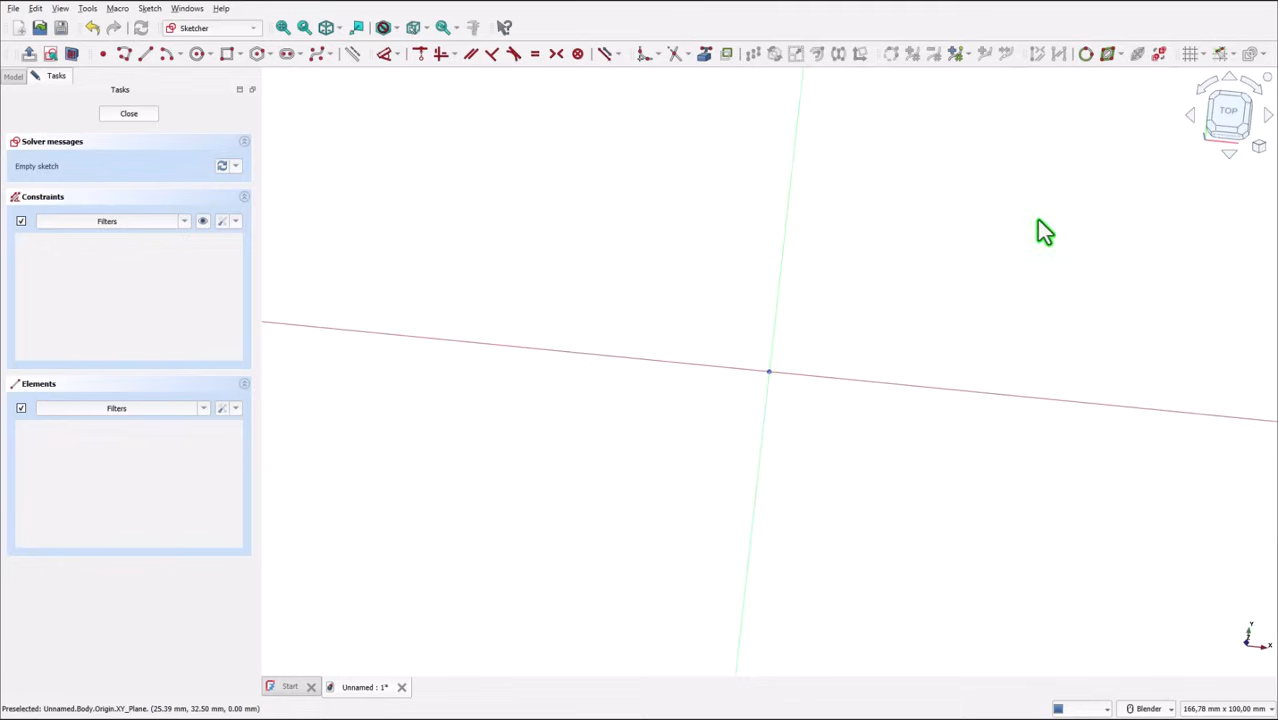 File Edit View Tools Macro Sketch Windows Help
Sketcher
Model Tasks
Tasks
Close
Solver messages
Empty sketch
Constraints
Filters
Elements
Filters
TOP
Y
X
Start Unnamed : 1*
Preselected: Unnamed.Body.Origin.XY_Plane. (25.39 mm, 32.50 mm, 0.00 mm) Blender 166,78 mm x 100,00 mm